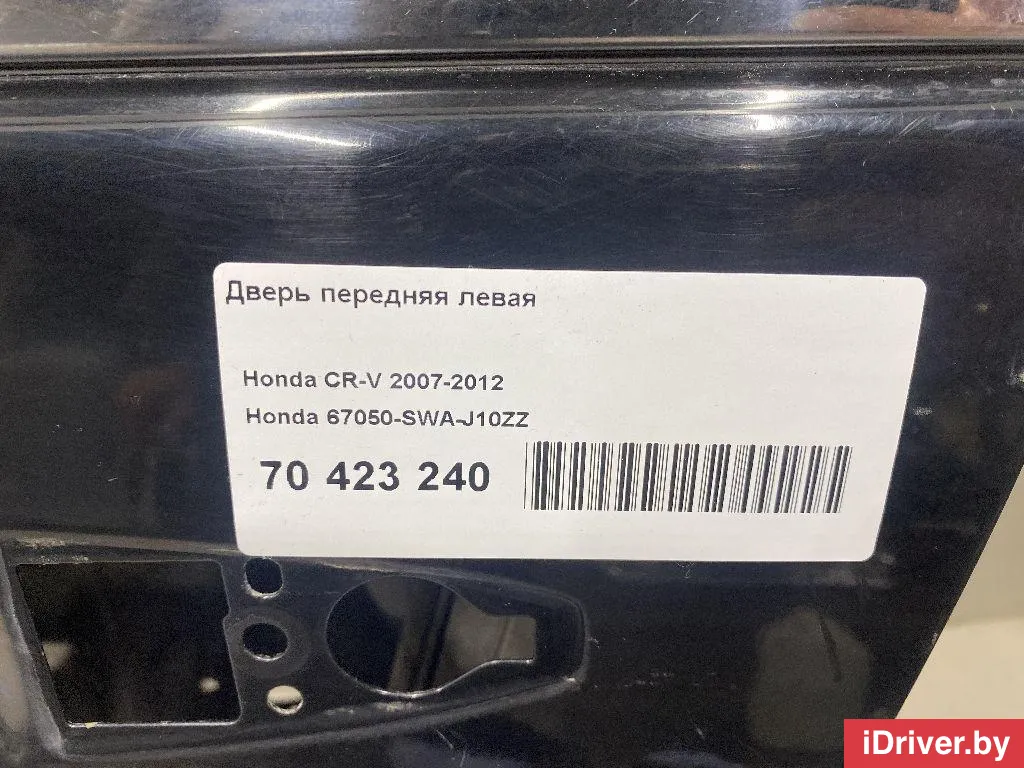 Дверь передняя левая
Honda CR-V 2007-2012
Honda 67050-SWA-J10ZZ
70 423 240
iDriver.by